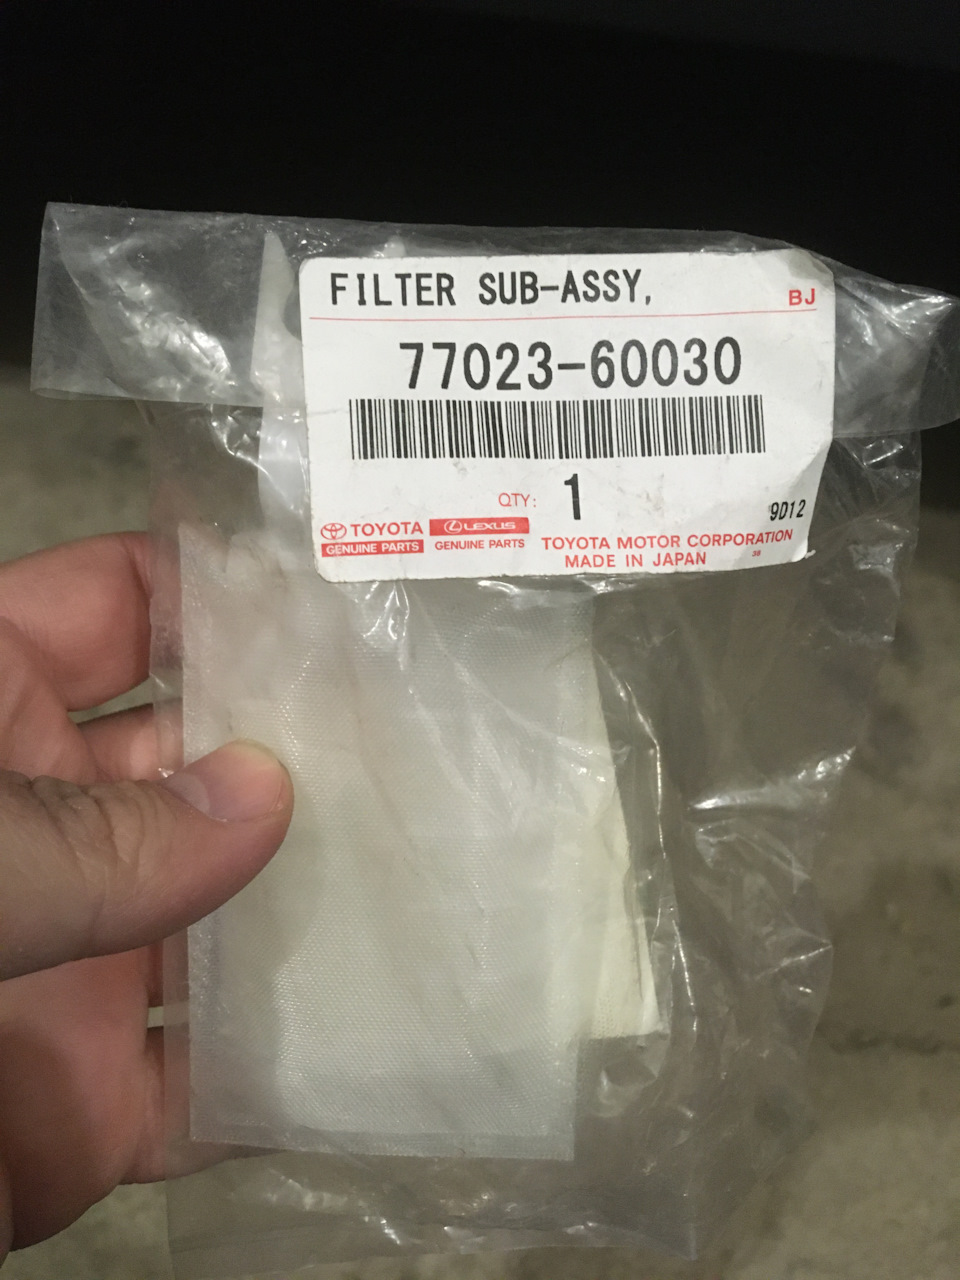 FILTER SUB-ASSY,
BJ
77023-60030
QTY: 1
9D12
TOYOTA
GENUINE PARTS
LEXUS
GENUINE PARTS
TOYOTA MOTOR CORPORATION
MADE IN JAPAN
38